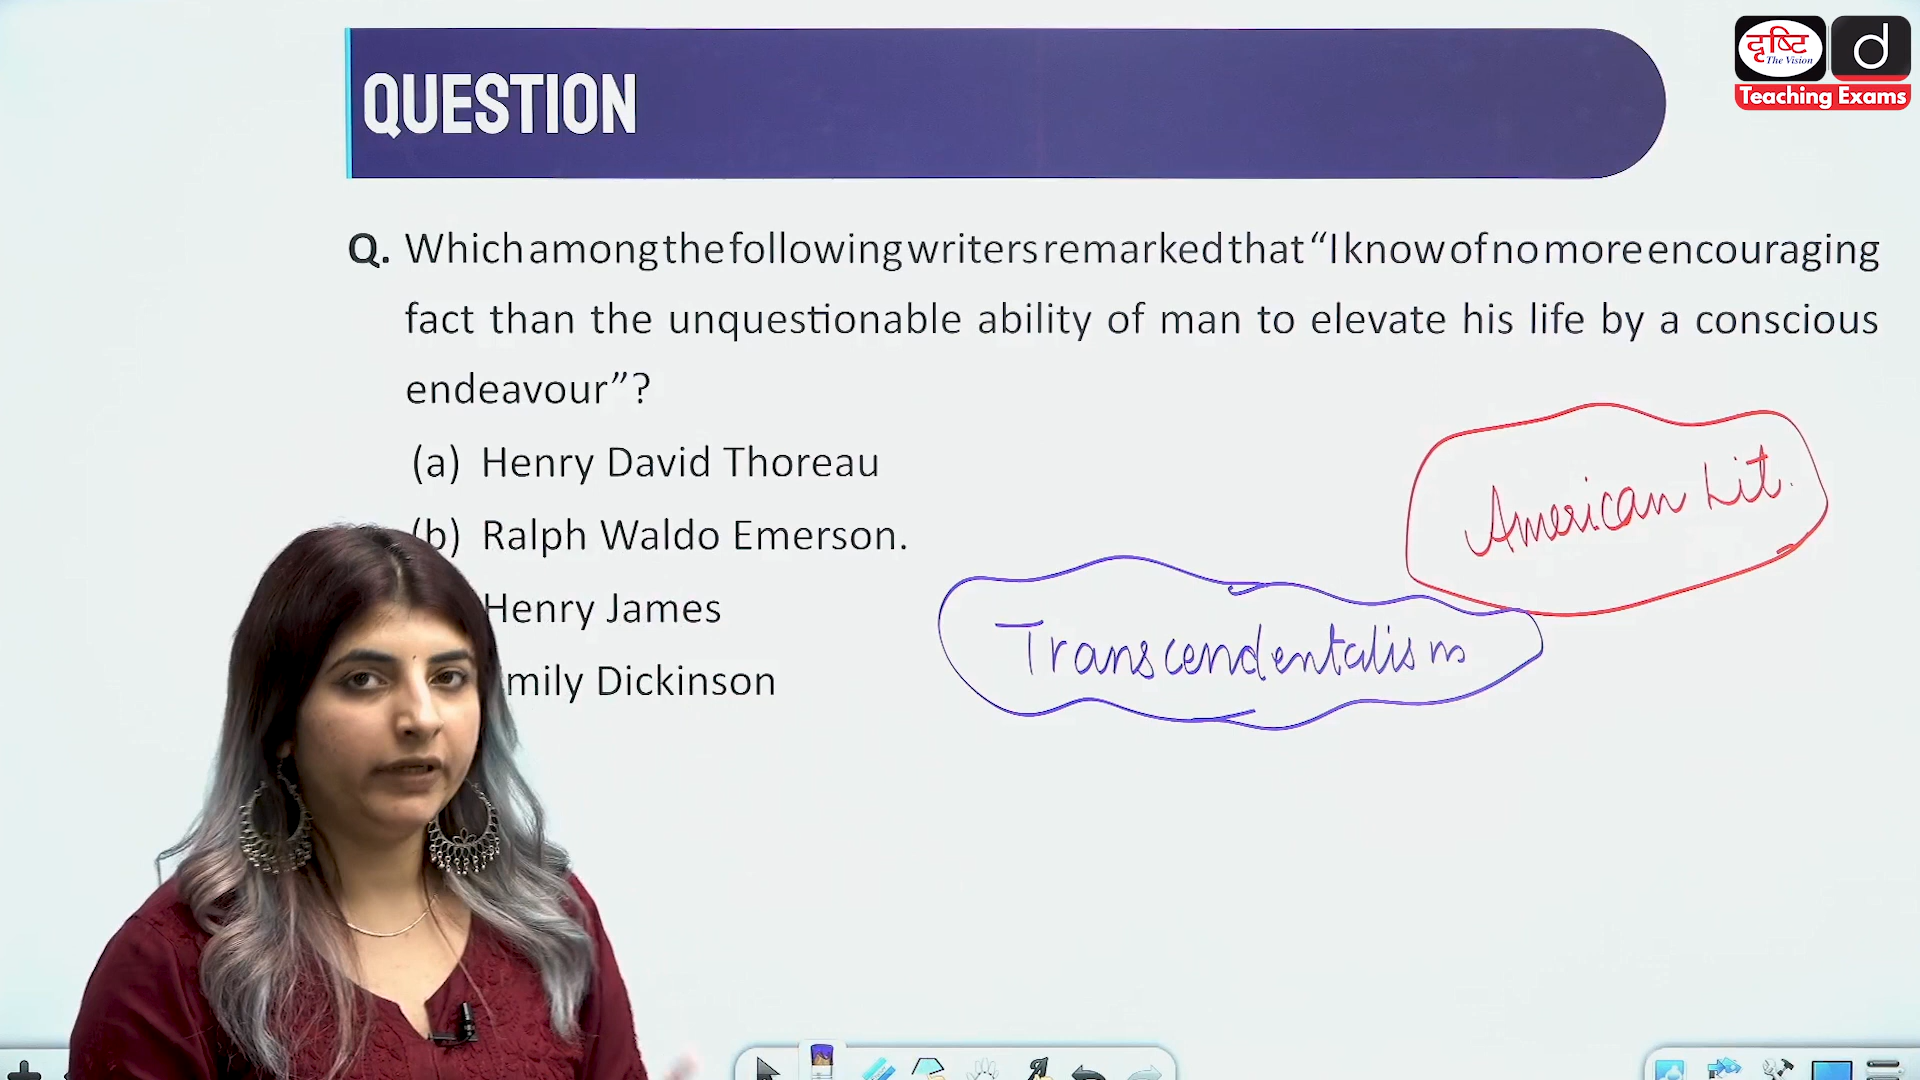 दृष्टि
The Vision
d
Teaching Exams
QUESTION
Q. Which among the following writers remarked that “I know of no more encouraging
fact than the unquestionable ability of man to elevate his life by a conscious
endeavour”?
(a) Henry David Thoreau
(b) Ralph Waldo Emerson.
Henry James
mily Dickinson
American Lit.
Transcendentalism